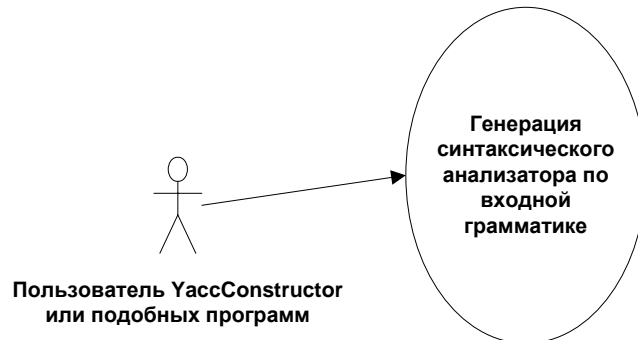 Генерация
синтаксического
анализатора по
входной
грамматике
Пользователь YaccConstructor
или подобных программ